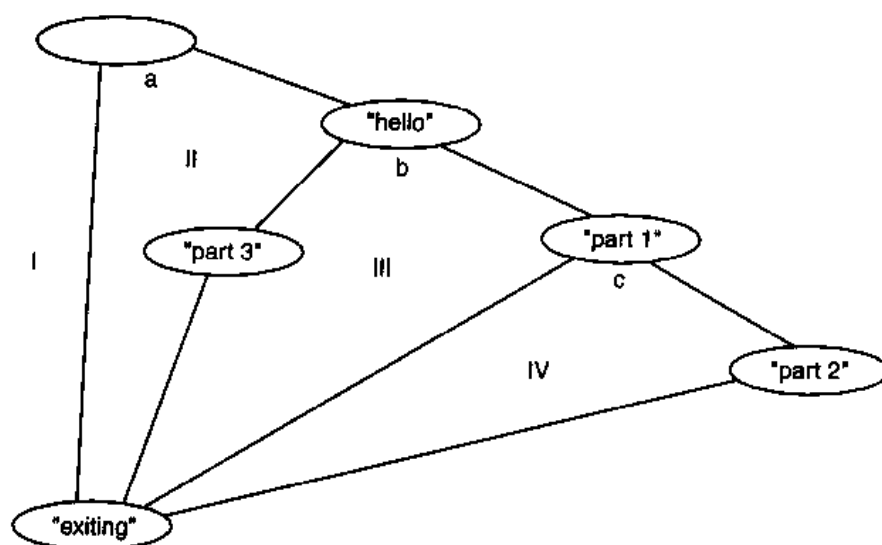 a
"hello"
II
b
"part 3"
"part 1"
I
III
c
IV
"part 2"
"exiting"